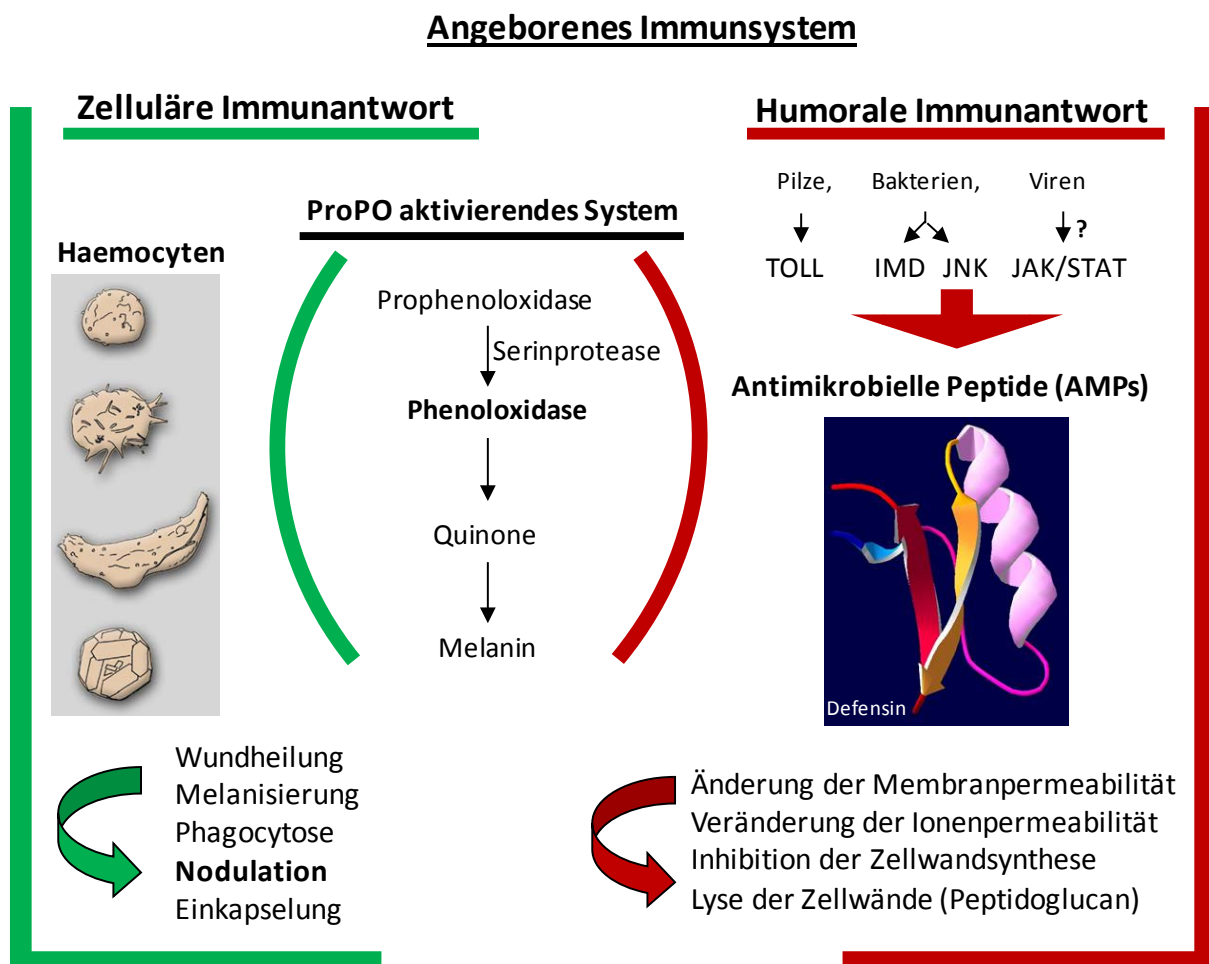 Angeborenes Immunsystem
Zelluläre Immunantwort
Humorale Immunantwort
Pilze, Bakterien, Viren
?
TOLL IMD JNK JAK/STAT
ProPO aktivierendes System
Haemocyten
Prophenoloxidase
Serinprotease
Phenoloxidase
Quinone
Melanin
Antimikrobielle Peptide (AMPs)
Defensin
Wundheilung
Melanisierung
Phagocytose
Nodulation
Einkapselung
Änderung der Membranpermeabilität
Veränderung der Ionenpermeabilität
Inhibition der Zellwandsynthese
Lyse der Zellwände (Peptidoglucan)